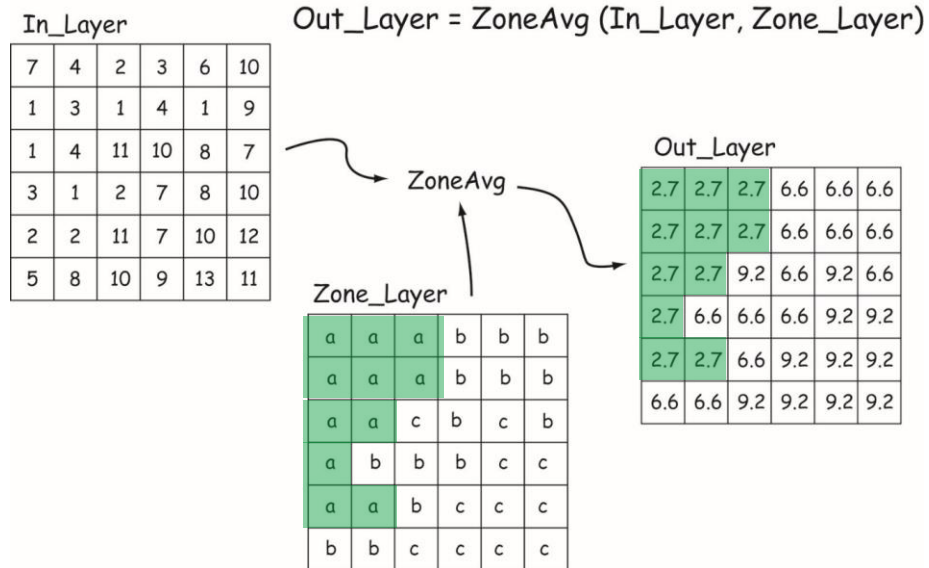 Out_Layer = ZoneAvg (In_Layer, Zone_Layer)
In_Layer
7 4 2 3 6 10
1 3 1 4 1 9
1 4 11 10 8 7
3 1 2 7 8 10
2 2 11 7 10 12
5 8 10 9 13 11
ZoneAvg
Zone_Layer
a a a b b b
a a a b b b
a a c b c b
a b b b c c
a a b c c c
b b c c c c
Out_Layer
2.7 2.7 2.7 6.6 6.6 6.6
2.7 2.7 2.7 6.6 6.6 6.6
2.7 2.7 9.2 6.6 9.2 6.6
2.7 6.6 6.6 6.6 9.2 9.2
2.7 2.7 6.6 9.2 9.2 9.2
6.6 6.6 9.2 9.2 9.2 9.2